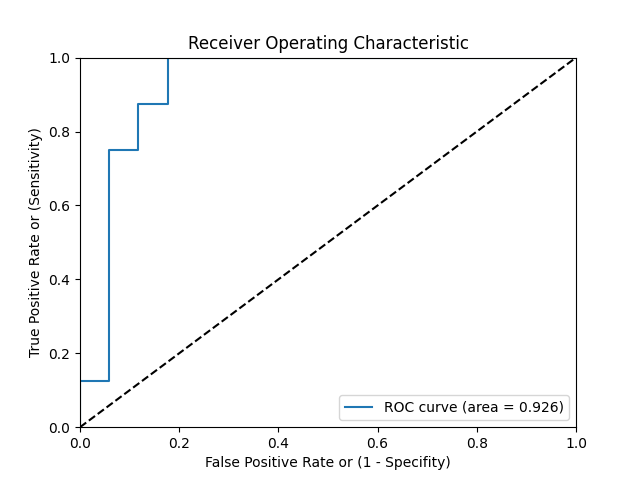 Receiver Operating Characteristic
1.0
0.8
0.6
0.4
0.2
0.0
True Positive Rate or (Sensitivity)
ROC curve (area = 0.926)
0.0 0.2 0.4 0.6 0.8 1.0
False Positive Rate or (1 - Specifity)